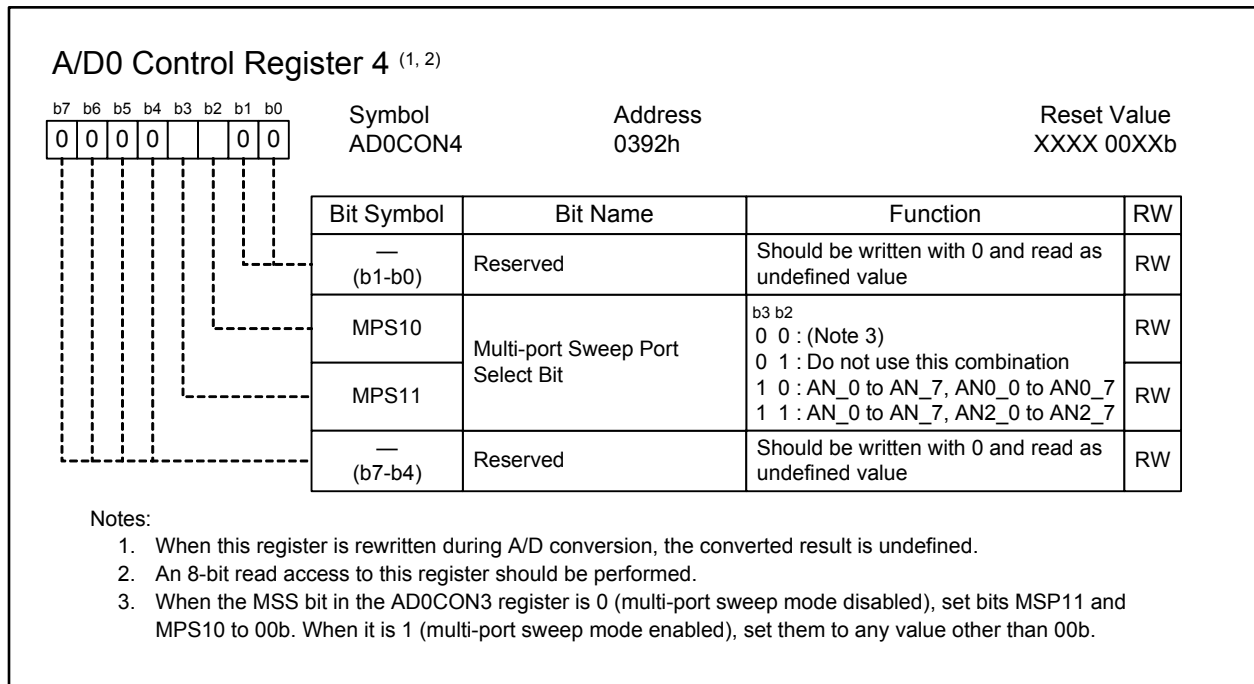 A/D0 Control Register 4 (1, 2)
b7 b6 b5 b4 b3 b2 b1 b0
0 0 0 0 0 0
Symbol Address Reset Value
AD0CON4 0392h XXXX 00XXb
Bit Symbol Bit Name Function RW
— (b1-b0) Reserved Should be written with 0 and read as undefined value RW
MPS10 Multi-port Sweep Port Select Bit RW
MPS11 RW
b3 b2
0 0 : (Note 3)
0 1 : Do not use this combination
1 0 : AN_0 to AN_7, AN0_0 to AN0_7
1 1 : AN_0 to AN_7, AN2_0 to AN2_7
— (b7-b4) Reserved Should be written with 0 and read as undefined value RW
Notes:
1. When this register is rewritten during A/D conversion, the converted result is undefined.
2. An 8-bit read access to this register should be performed.
3. When the MSS bit in the AD0CON3 register is 0 (multi-port sweep mode disabled), set bits MSP11 and
MPS10 to 00b. When it is 1 (multi-port sweep mode enabled), set them to any value other than 00b.